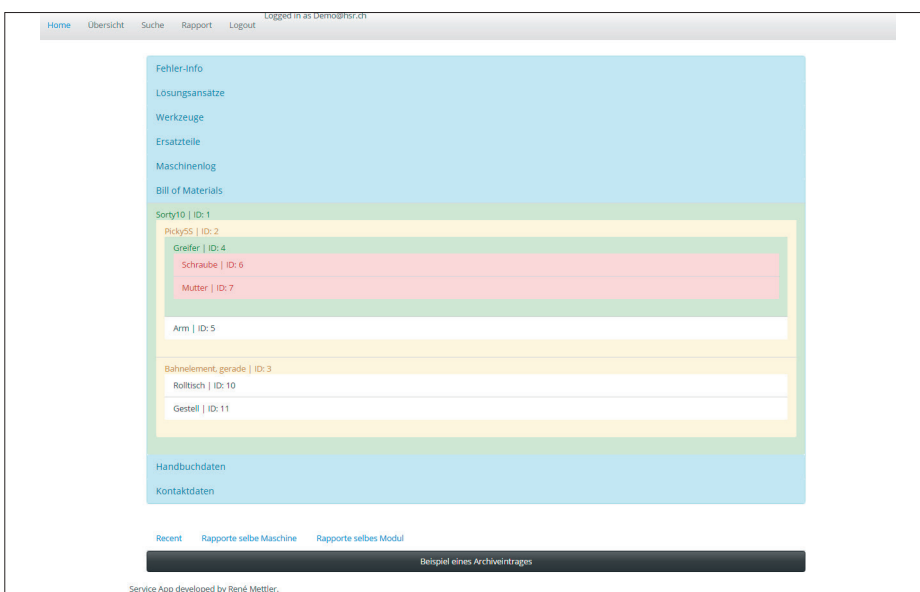 Logged in as Demo@hsr.ch
Home Übersicht Suche Rapport Logout
Fehler-Info
Lösungsansätze
Werkzeuge
Ersatzteile
Maschinenlog
Bill of Materials
Sorty10 | ID: 1
Picky5S | ID: 2
Greifer | ID: 4
Schraube | ID: 6
Mutter | ID: 7
Arm | ID: 5
Bahnelement, gerade | ID: 3
Rolltisch | ID: 10
Gestell | ID: 11
Handbuchdaten
Kontaktdaten
Recent Rapporte selbe Maschine Rapporte selbes Modul
Beispiel eines Archiveintrages
Service App developed by René Mettler.